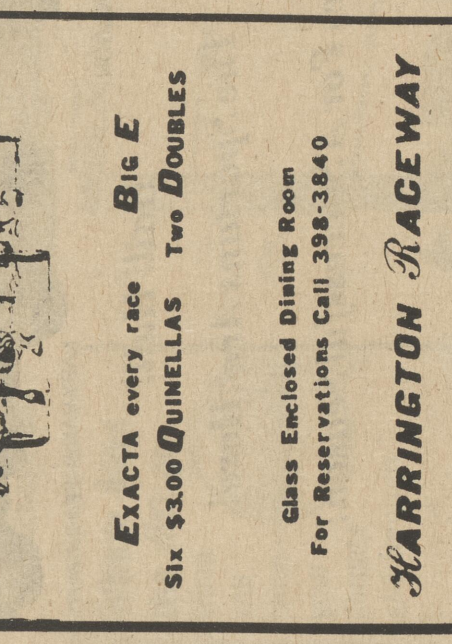 EXACTA every race BIG E
Six $3.00 QUINELLAS Two DOUBLES
Glass Enclosed Dining Room
For Reservations Call 398-3840
HARRINGTON RACEWAY